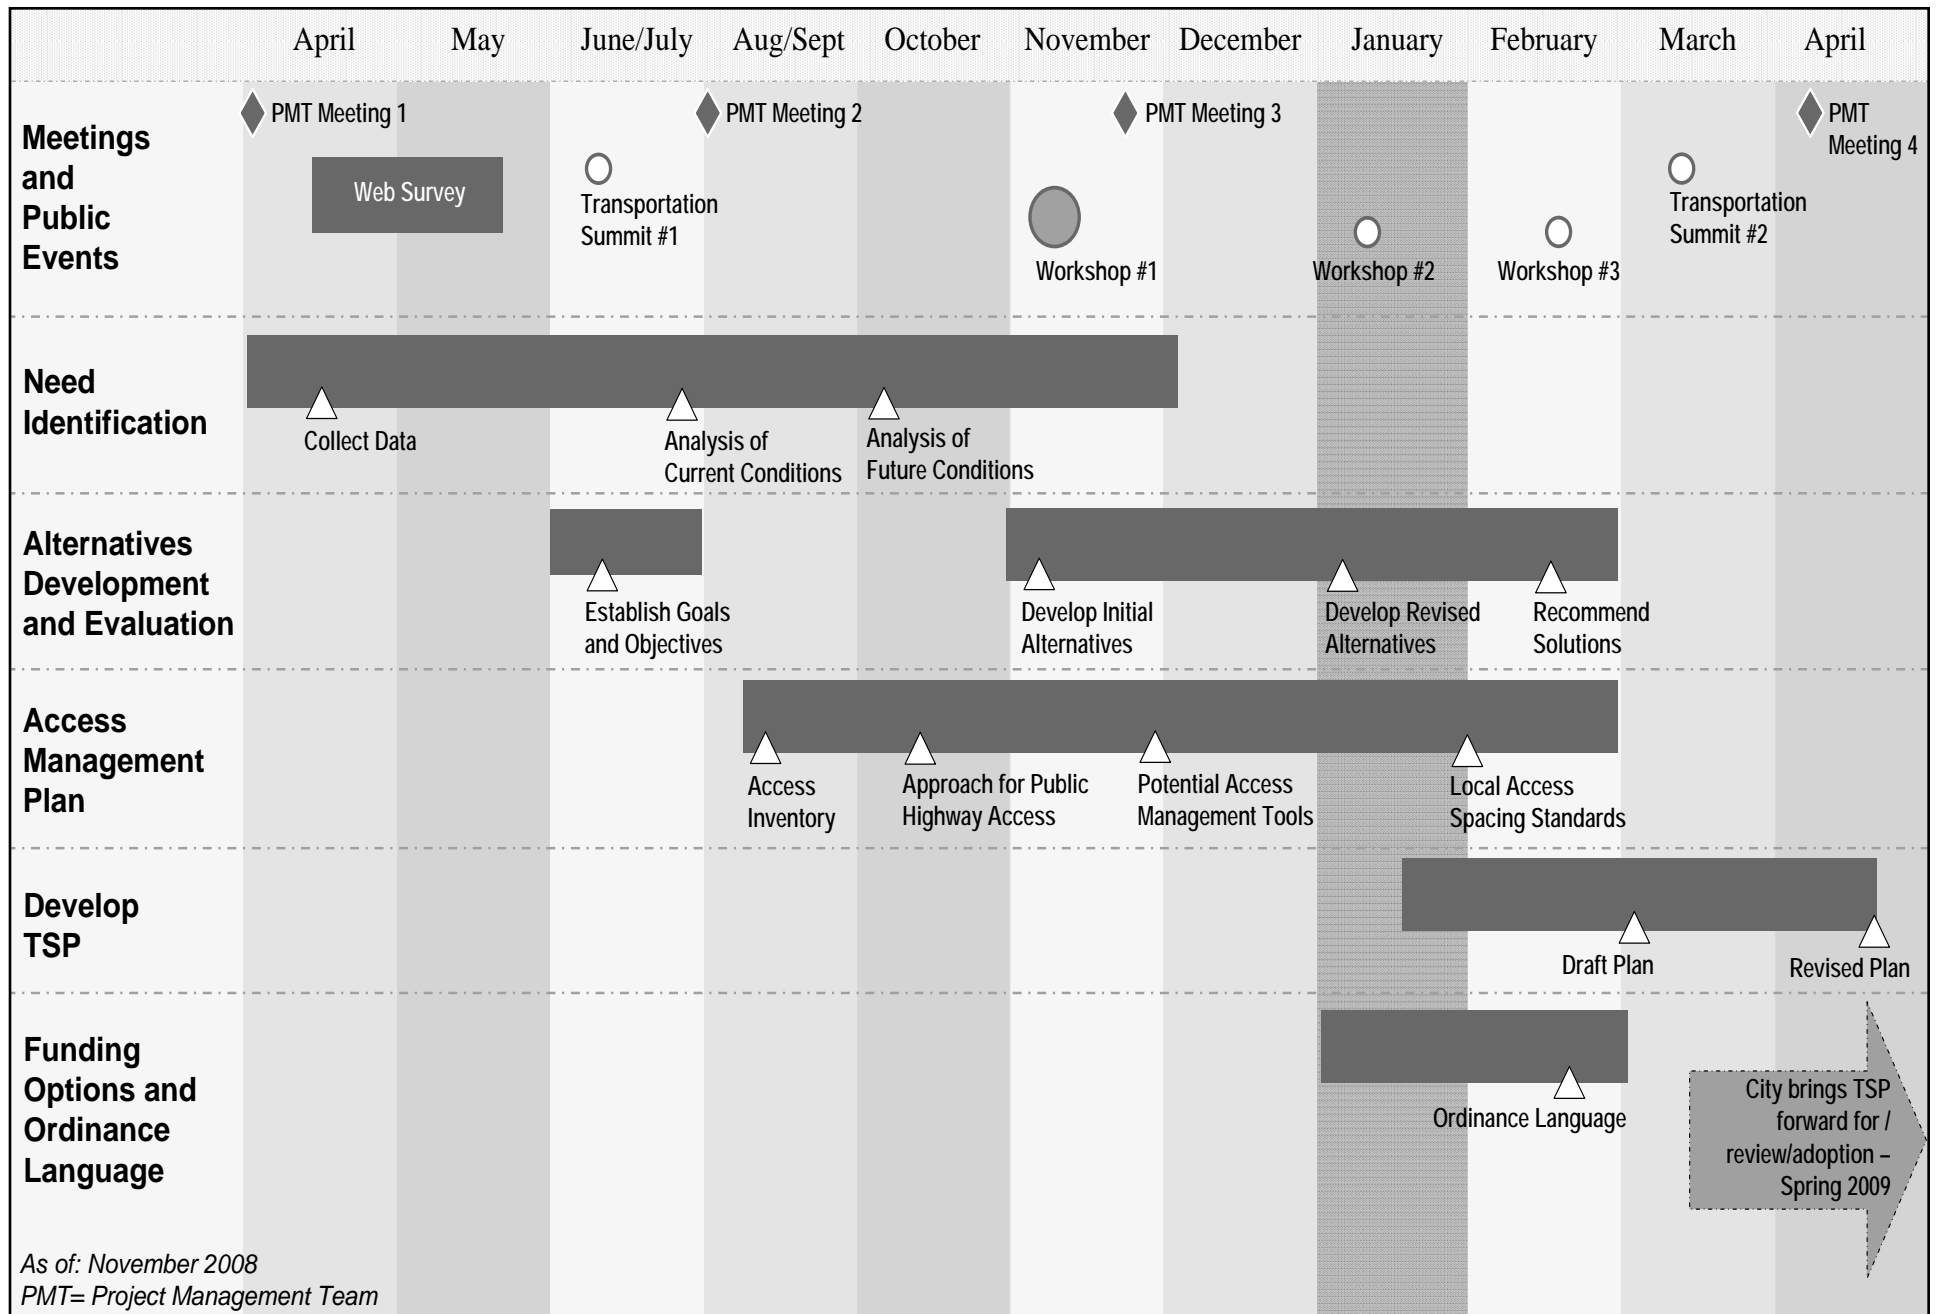 April May June/July Aug/Sept October November December January February March April
Meetings
and
Public
Events
PMT Meeting 1
PMT Meeting 2
PMT Meeting 3
PMT
Meeting 4
Web Survey
Transportation
Summit #1
Workshop #1
Workshop #2
Workshop #3
Transportation
Summit #2
Need
Identification
Collect Data
Analysis of
Current Conditions
Analysis of
Future Conditions
Alternatives
Development
and Evaluation
Establish Goals
and Objectives
Develop Initial
Alternatives
Develop Revised
Alternatives
Recommend
Solutions
Access
Management
Plan
Access
Inventory
Approach for Public
Highway Access
Potential Access
Management Tools
Local Access
Spacing Standards
Develop
TSP
Draft Plan
Revised Plan
Funding
Options and
Ordinance
Language
Ordinance Language
City brings TSP
forward for /
review/adoption –
Spring 2009
As of: November 2008
PMT= Project Management Team